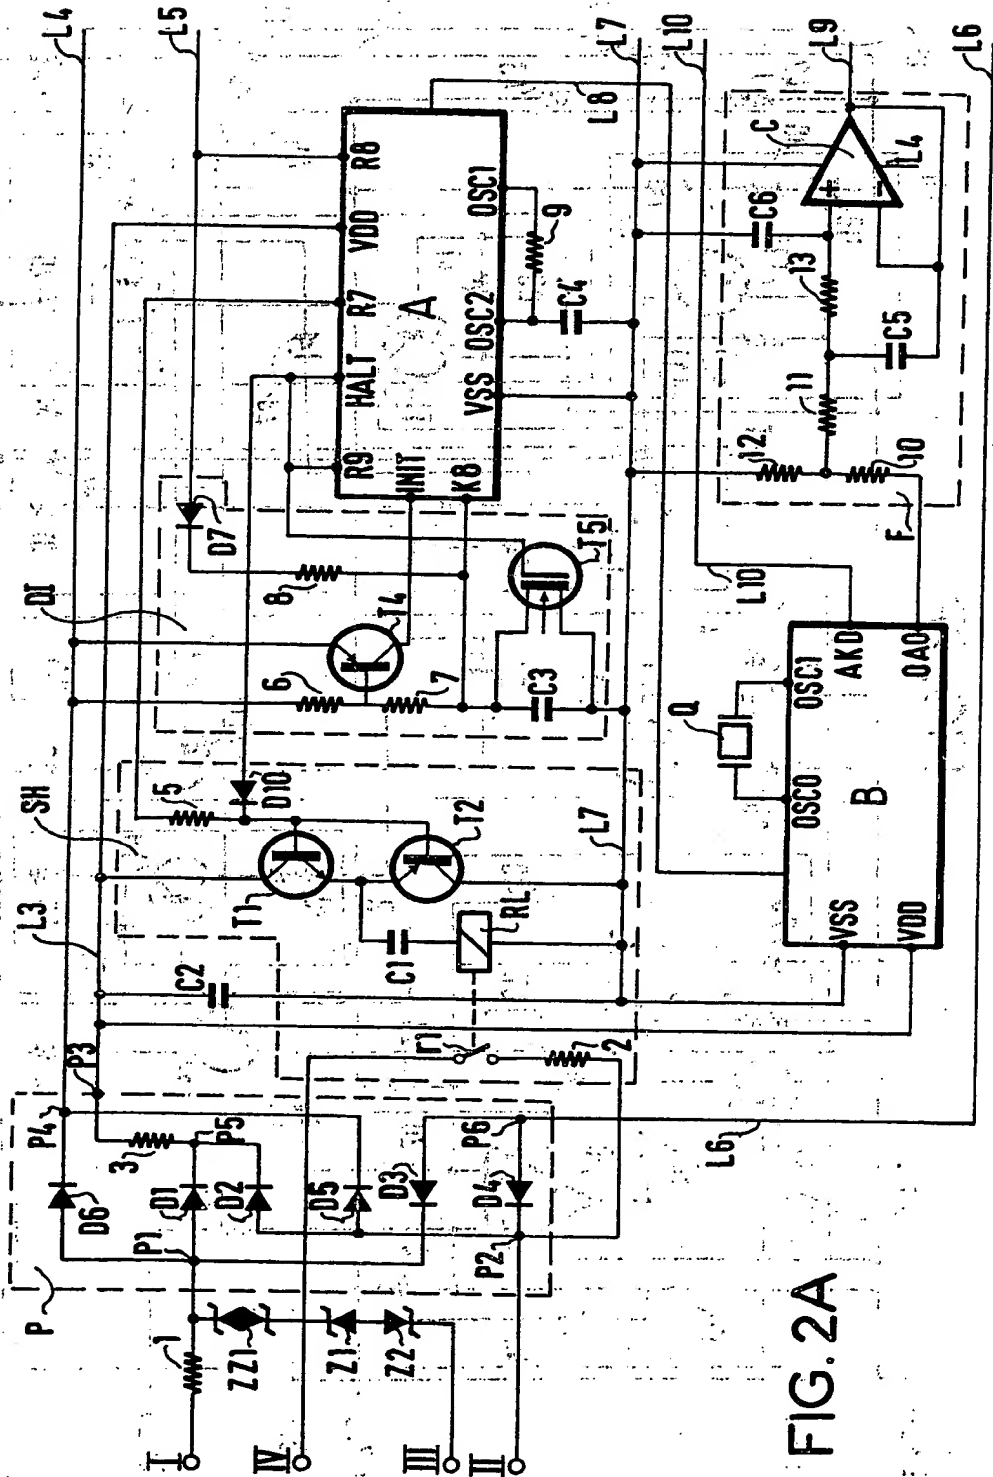 L4
L5
L7
L10
L9
L6
R8
VDD
R7
HALT
R9
INIT
K8
A
VSS
OSC2
OSC1
L8
9
C4
C
+
-
L4
C6
13
C5
11
12
10
F
DI
D7
8
T4
6
7
C3
T5
L10
SH
5
D10
T1
T2
L7
C1
RL
r1
2
Q
OSC0
OSC1
AKD
OAO
B
VSS
VDD
L3
C2
P3
P4
3
P5
D6
D1
D2
D5
D3
D4
P6
L6
P1
P2
P
1
ZZ1
Z1
Z2
I
IV
III
II
FIG. 2A